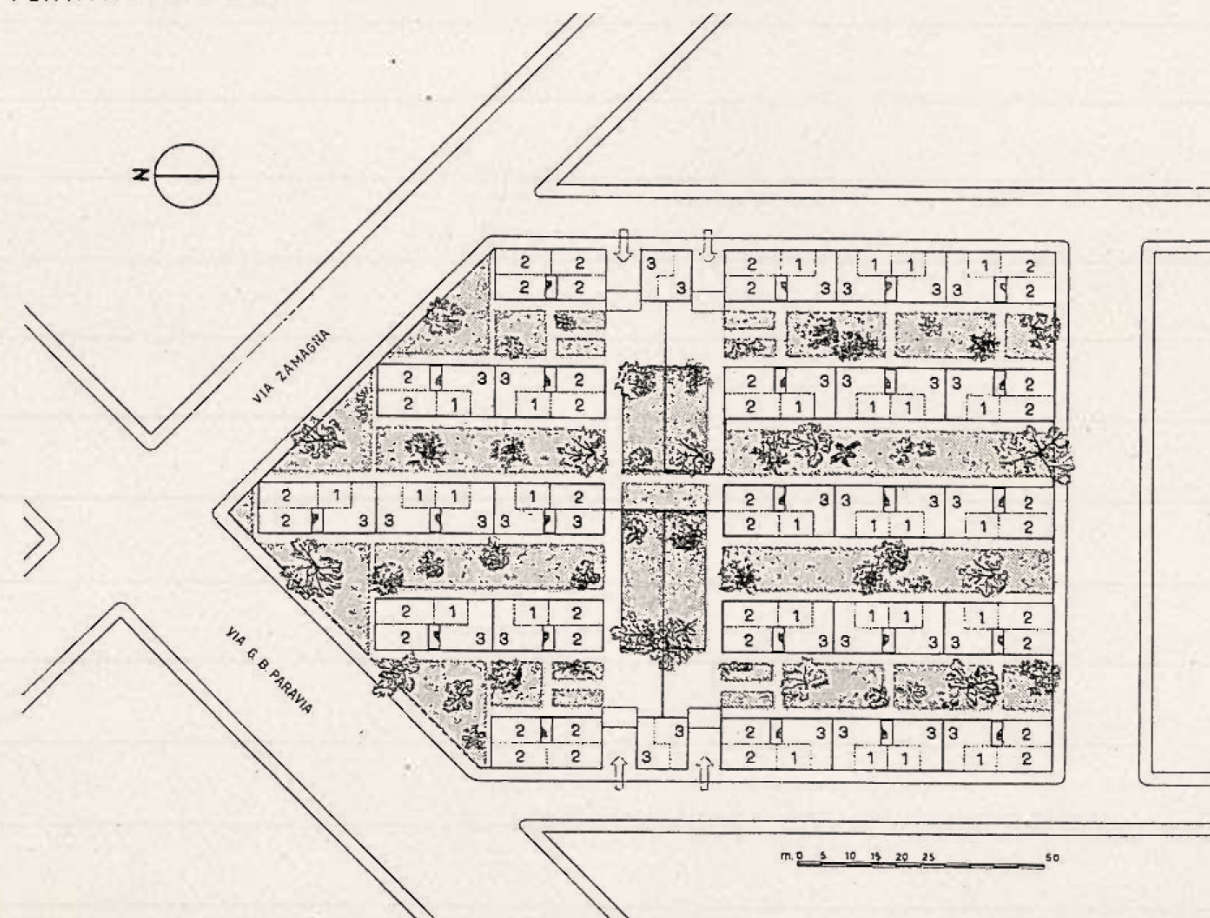 N
2 2 3 2 1 1 1 1 2
2 2 3 2 3 3 3 3 2
VIA ZAMAGNA
2 3 3 2 2 3 3 3 3 2
2 1 1 2 2 1 1 1 1 2
2 1 1 1 1 2 2 3 3 3 3 2
2 3 3 3 3 3 2 1 1 1 1 2
2 1 1 2 2 1 1 1 1 2
2 3 3 2 2 3 3 3 3 2
VIA G. B. PARAVIA
2 2 3 2 3 3 3 3 2
2 2 3 2 1 1 1 1 2
m. 0 5 10 15 20 25 50